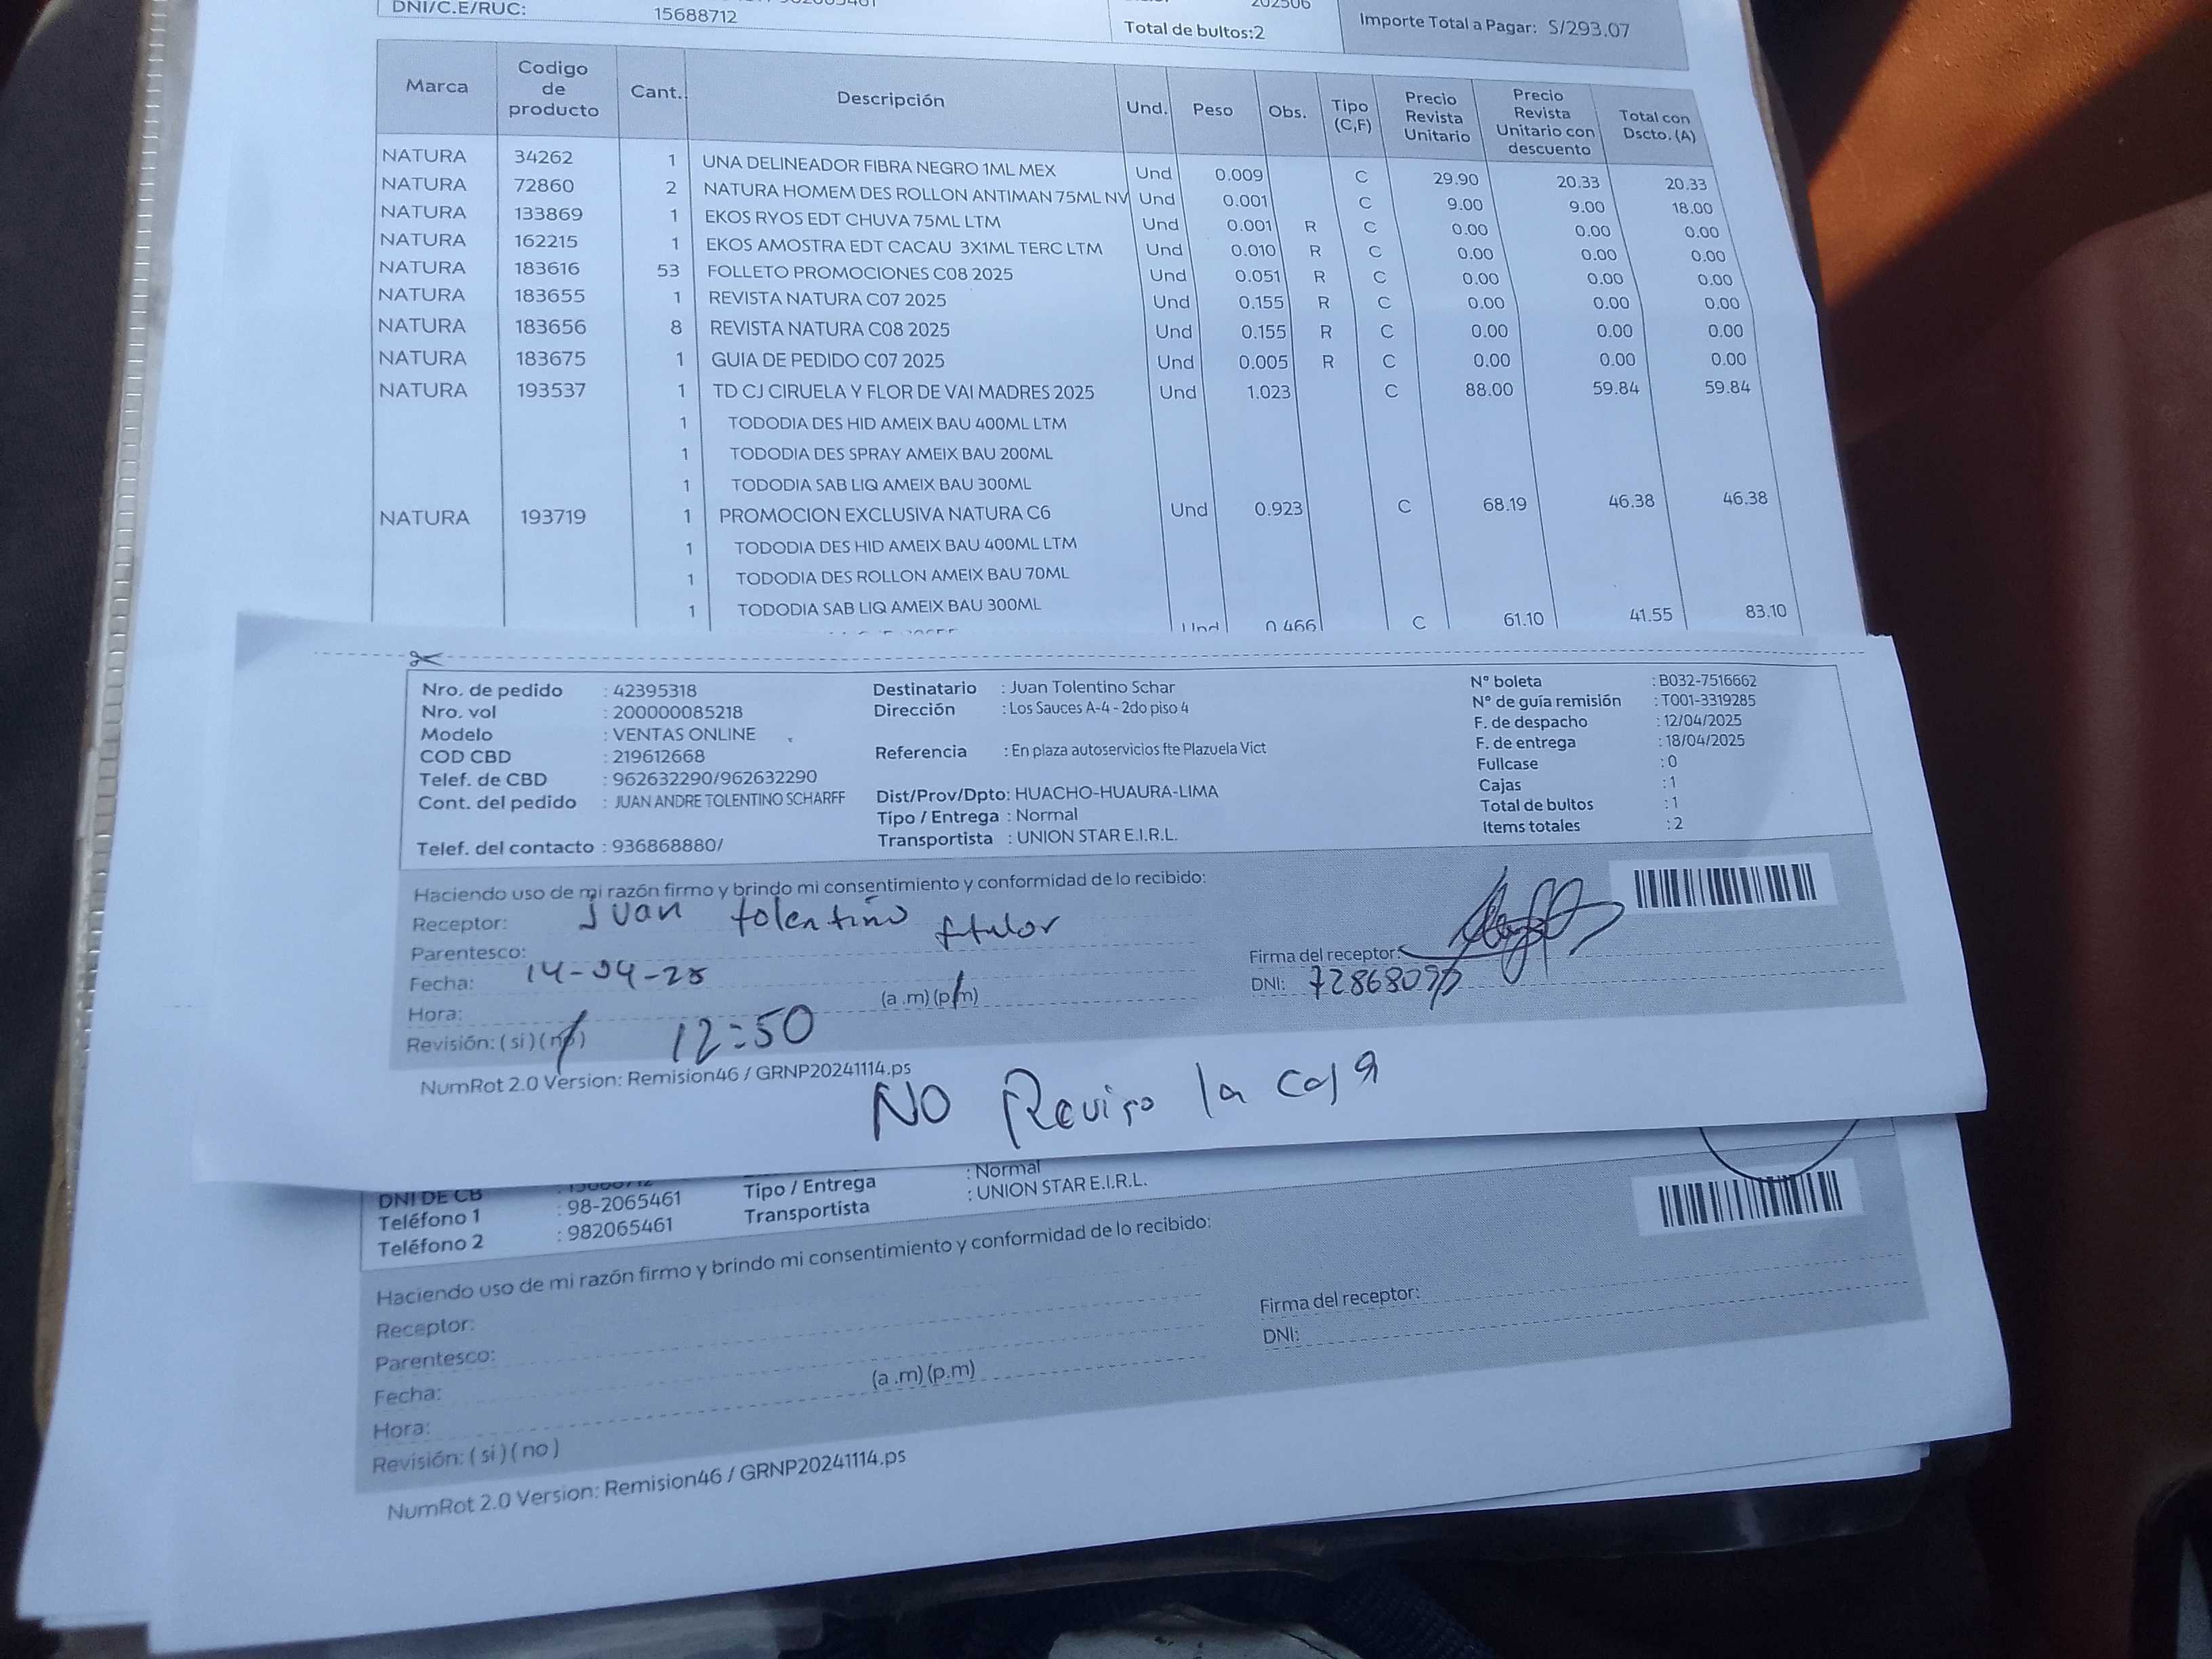 DNI/C.E/RUC: 15688712
202506
Total de bultos:2
Importe Total a Pagar: S/293.07
Marca Codigo de producto Cant. Descripción Und. Peso Obs. Tipo (C,F) Precio Revista Unitario Precio Revista Unitario con descuento Total con Dscto. (A)
NATURA 34262 1 UNA DELINEADOR FIBRA NEGRO 1ML MEX Und 0.009 C 29.90 20.33 20.33
NATURA 72860 2 NATURA HOMEM DES ROLLON ANTIMAN 75ML NV Und 0.001 C 9.00 9.00 18.00
NATURA 133869 1 EKOS RYOS EDT CHUVA 75ML LTM Und 0.001 R C 0.00 0.00 0.00
NATURA 162215 1 EKOS AMOSTRA EDT CACAU 3X1ML TERC LTM Und 0.010 R C 0.00 0.00 0.00
NATURA 183616 53 FOLLETO PROMOCIONES C08 2025 Und 0.051 R C 0.00 0.00 0.00
NATURA 183655 1 REVISTA NATURA C07 2025 Und 0.155 R C 0.00 0.00 0.00
NATURA 183656 8 REVISTA NATURA C08 2025 Und 0.155 R C 0.00 0.00 0.00
NATURA 183675 1 GUIA DE PEDIDO C07 2025 Und 0.005 R C 0.00 0.00 0.00
NATURA 193537 1 TD CJ CIRUELA Y FLOR DE VAI MADRES 2025 Und 1.023 C 88.00 59.84 59.84
1 TODODIA DES HID AMEIX BAU 400ML LTM
1 TODODIA DES SPRAY AMEIX BAU 200ML
1 TODODIA SAB LIQ AMEIX BAU 300ML
NATURA 193719 1 PROMOCION EXCLUSIVA NATURA C6 Und 0.923 C 68.19 46.38 46.38
1 TODODIA DES HID AMEIX BAU 400ML LTM
1 TODODIA DES ROLLON AMEIX BAU 70ML
1 TODODIA SAB LIQ AMEIX BAU 300ML
Und 0.466 C 61.10 41.55 83.10
Nro. de pedido : 42395318
Nro. vol : 200000085218
Modelo : VENTAS ONLINE
COD CBD : 219612668
Telef. de CBD : 962632290/962632290
Cont. del pedido : JUAN ANDRE TOLENTINO SCHARFF
Telef. del contacto : 936868880/
Destinatario : Juan Tolentino Schar
Dirección : Los Sauces A-4 - 2do piso 4
Referencia : En plaza autoservicios fte Plazuela Vict
Dist/Prov/Dpto: HUACHO-HUAURA-LIMA
Tipo / Entrega : Normal
Transportista : UNION STAR E.I.R.L.
N° boleta : B032-7516662
N° de guía remisión : T001-3319285
F. de despacho : 12/04/2025
F. de entrega : 18/04/2025
Fullcase : 0
Cajas : 1
Total de bultos : 1
Items totales : 2
Haciendo uso de mi razón firmo y brindo mi consentimiento y conformidad de lo recibido:
Receptor: Juan tolentino titular
Parentesco:
Fecha: 14-04-25
Hora: 12:50 (a .m) (p.m)
Revisión: ( si ) ( no )
Firma del receptor:
DNI:
NumRot 2.0 Version: Remision46 / GRNP20241114.ps
NO Reviso la caja
DNI DE CB
Teléfono 1 : 98-2065461
Teléfono 2 : 982065461
Tipo / Entrega : Normal
Transportista : UNION STAR E.I.R.L.
Haciendo uso de mi razón firmo y brindo mi consentimiento y conformidad de lo recibido:
Receptor:
Parentesco:
Fecha:
Hora: (a .m) (p.m)
Revisión: ( si ) ( no )
Firma del receptor:
DNI:
NumRot 2.0 Version: Remision46 / GRNP20241114.ps